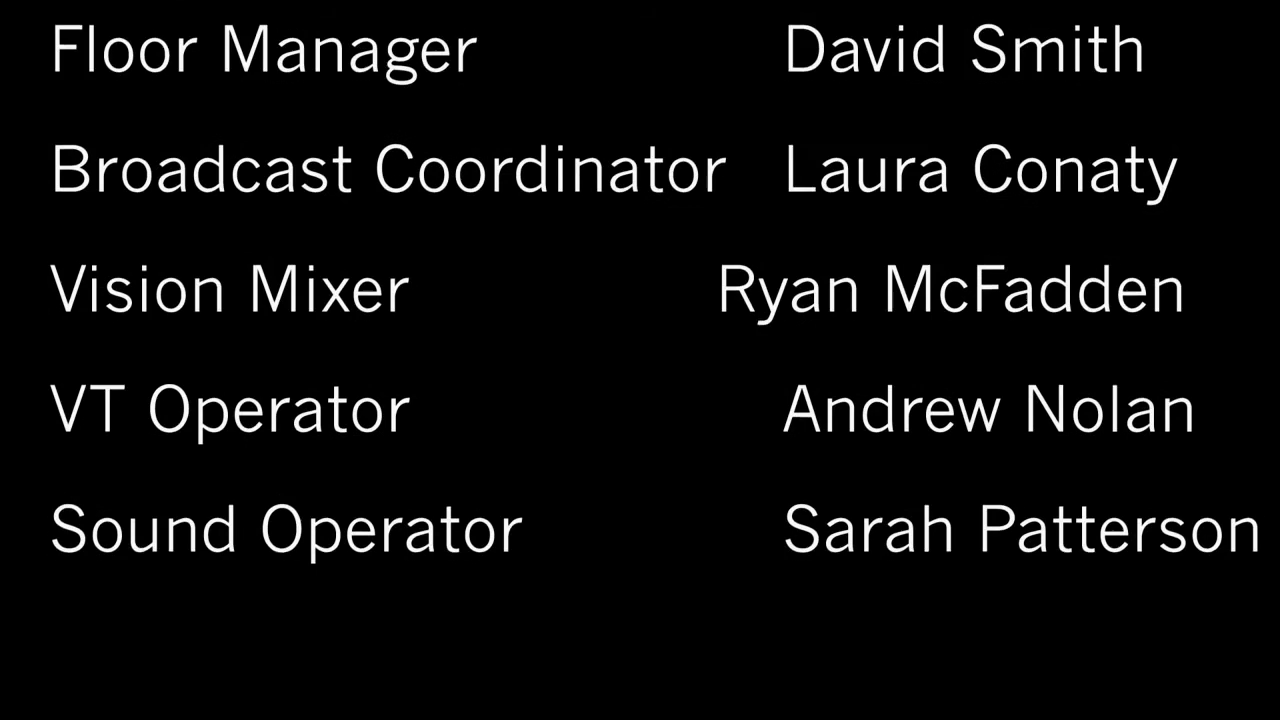 Floor Manager David Smith
Broadcast Coordinator Laura Conaty
Vision Mixer Ryan McFadden
VT Operator Andrew Nolan
Sound Operator Sarah Patterson